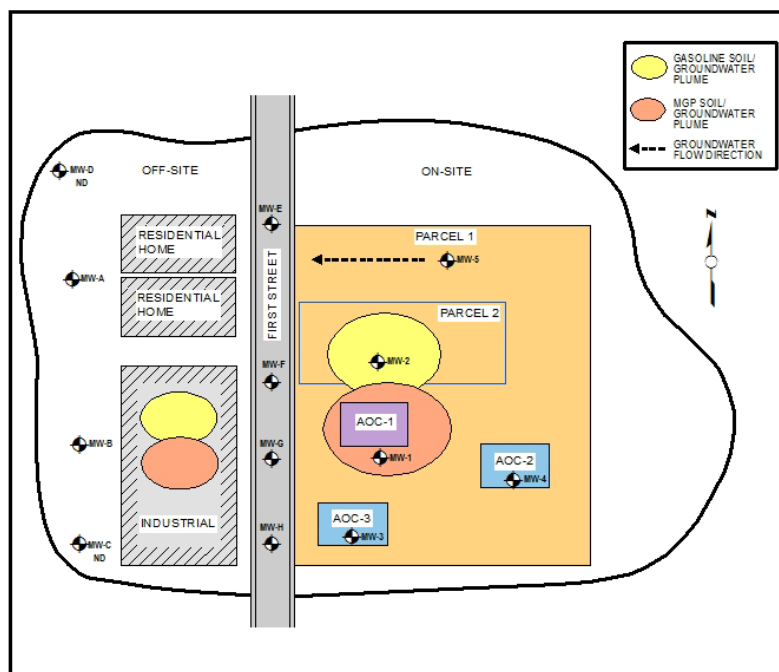 GASOLINE SOIL/
GROUNDWATER
PLUME
MGP SOIL/
GROUNDWATER
PLUME
GROUNDWATER
FLOW DIRECTION
MW-D
ND
OFF-SITE
ON-SITE
N
MW-E
RESIDENTIAL
HOME
PARCEL 1
MW-5
MW-A
RESIDENTIAL
HOME
FIRST STREET
PARCEL 2
MW-F
MW-2
AOC-1
MW-B
MW-G
MW-1
AOC-2
MW-4
INDUSTRIAL
AOC-3
MW-3
MW-C
ND
MW-H